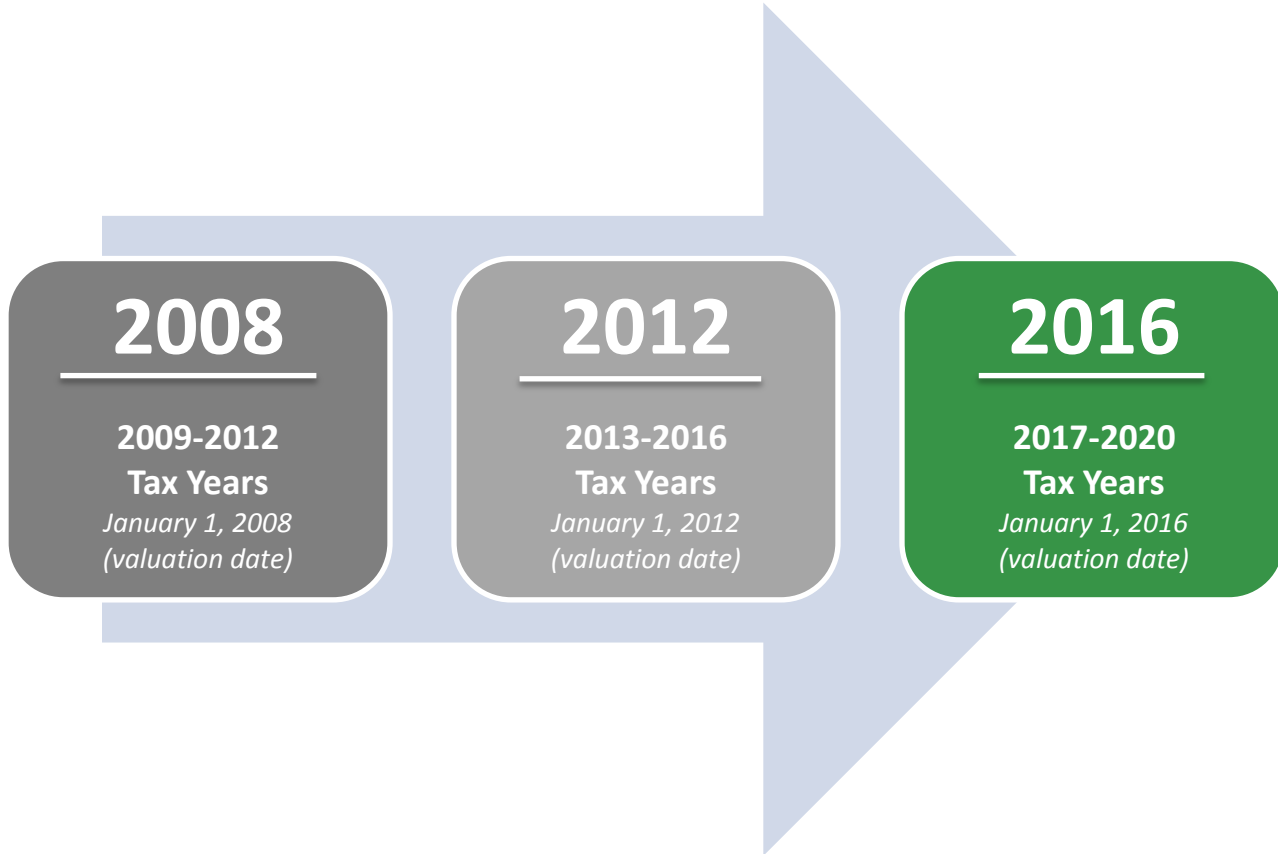 2008
2009-2012
Tax Years
January 1, 2008
(valuation date)
2012
2013-2016
Tax Years
January 1, 2012
(valuation date)
2016
2017-2020
Tax Years
January 1, 2016
(valuation date)